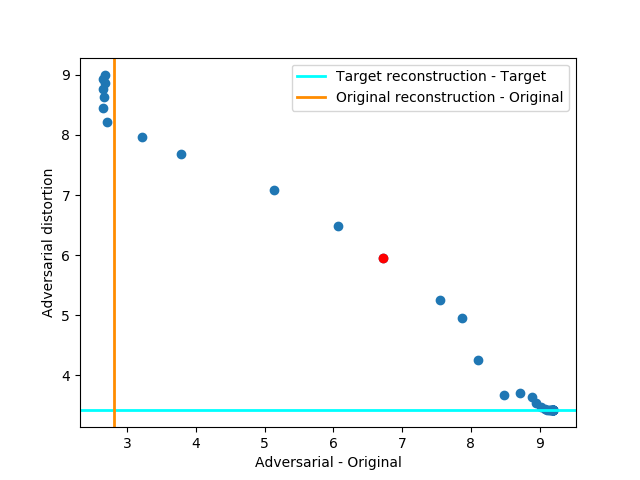 Target reconstruction - Target
Original reconstruction - Original
9
8
7
6
5
4
Adversarial distortion
3 4 5 6 7 8 9
Adversarial - Original